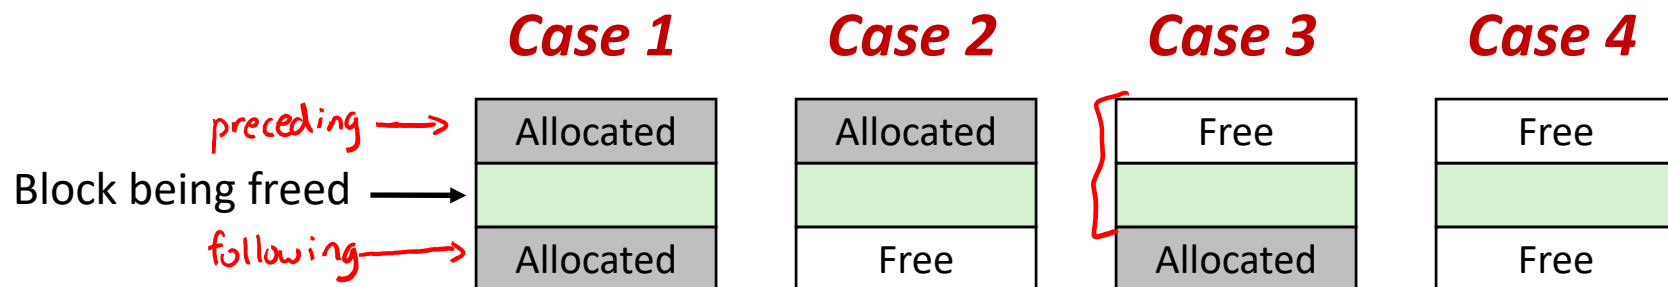 Case 1 Case 2 Case 3 Case 4
preceding Allocated Allocated Free Free
Block being freed
following Allocated Free Allocated Free